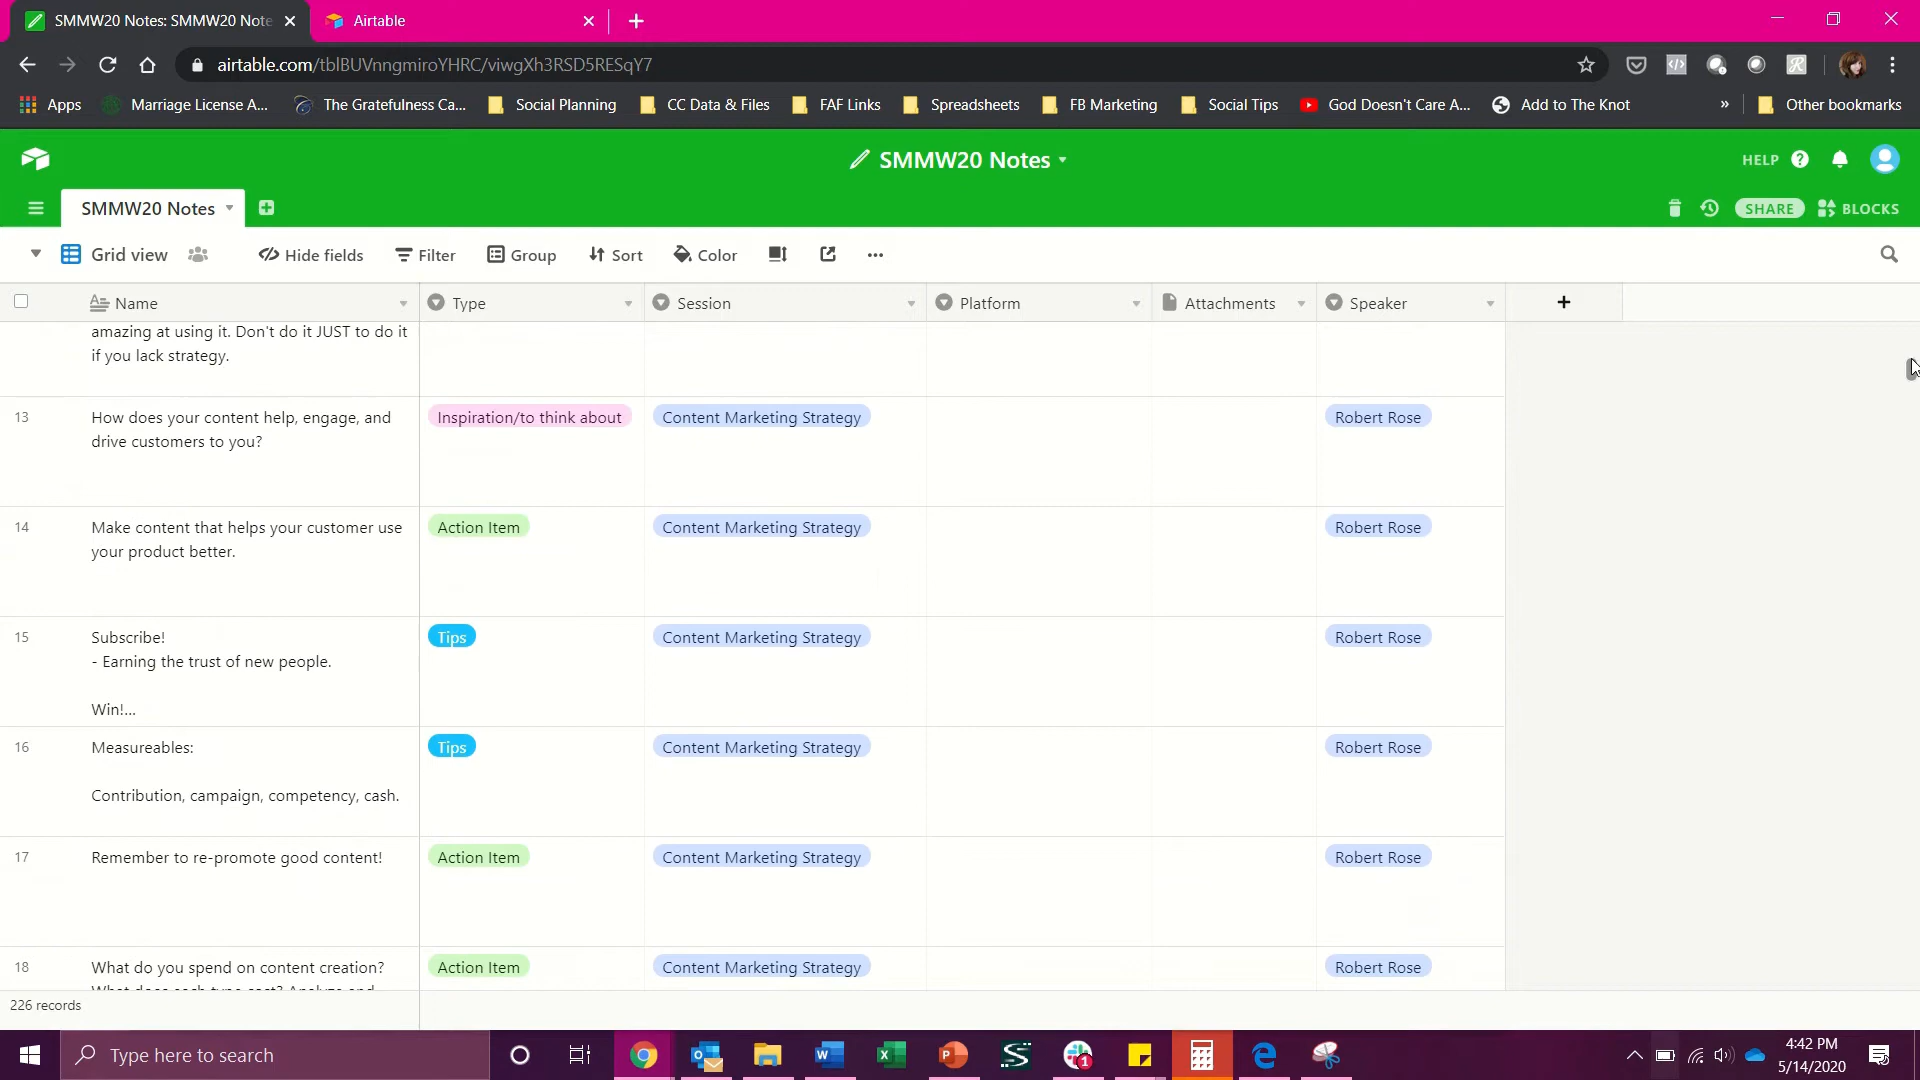 SMMW20 Notes: SMMW20 Note
Airtable
airtable.com/tblBUVnngmiroYHRC/viwgXh3RSD5RESqY7
Apps Marriage License A... The Gratefulness Ca... Social Planning CC Data & Files FAF Links Spreadsheets FB Marketing Social Tips God Doesn't Care A... Add to The Knot » Other bookmarks
SMMW20 Notes
HELP ?
SMMW20 Notes
SHARE BLOCKS
Grid view Hide fields Filter Group Sort Color
Name Type Session Platform Attachments Speaker +
amazing at using it. Don't do it JUST to do it
if you lack strategy.
13 How does your content help, engage, and Inspiration/to think about Content Marketing Strategy Robert Rose
drive customers to you?
14 Make content that helps your customer use Action Item Content Marketing Strategy Robert Rose
your product better.
15 Subscribe! Tips Content Marketing Strategy Robert Rose
- Earning the trust of new people.
Win!...
16 Measureables: Tips Content Marketing Strategy Robert Rose
Contribution, campaign, competency, cash.
17 Remember to re-promote good content! Action Item Content Marketing Strategy Robert Rose
18 What do you spend on content creation? Action Item Content Marketing Strategy Robert Rose
226 records
Type here to search
1
4:42 PM
5/14/2020